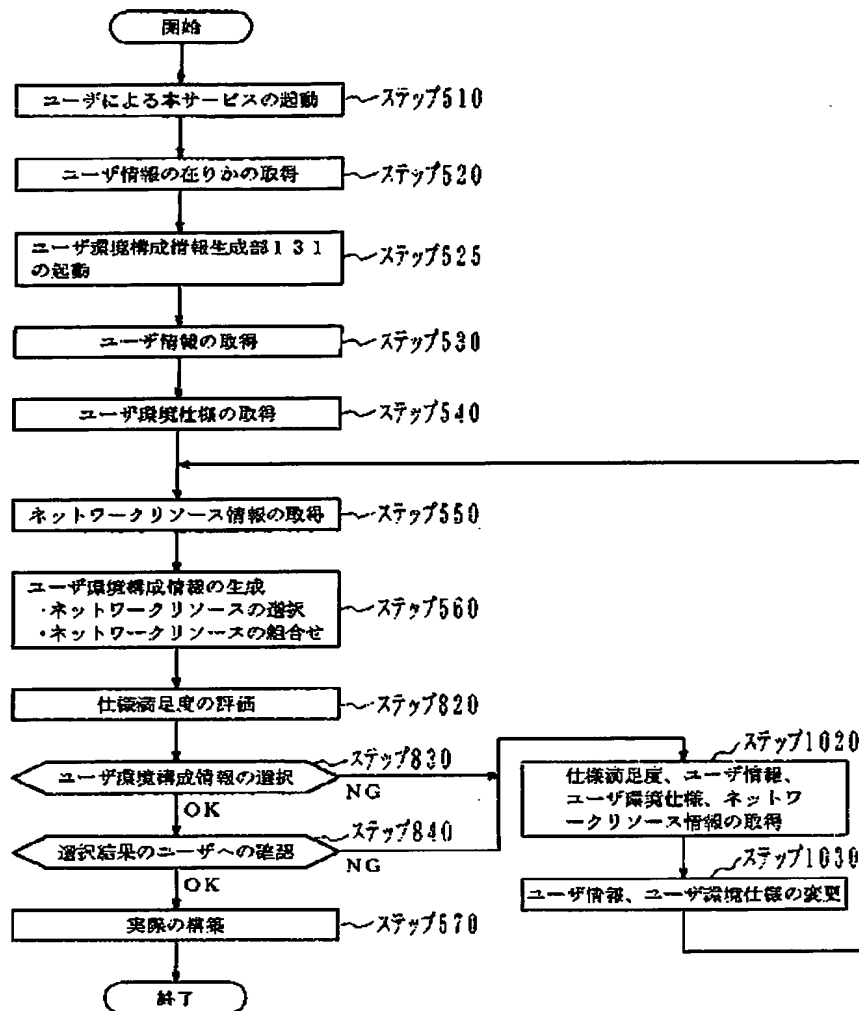 開始
ユーザによる本サービスの起動
ステップ510
ユーザ情報の在りかの取得
ステップ520
ユーザ環境構成情報生成部131
の起動
ステップ525
ユーザ情報の取得
ステップ530
ユーザ環境仕様の取得
ステップ540
ネットワークリソース情報の取得
ステップ550
ユーザ環境構成情報の生成
・ネットワークリソースの選択
・ネットワークリソースの組合せ
ステップ560
仕様満足度の評価
ステップ820
ユーザ環境構成情報の選択
ステップ830
NG
OK
選択結果のユーザへの確認
ステップ840
NG
OK
実際の構築
ステップ570
終了
ステップ1020
仕様満足度、ユーザ情報、
ユーザ環境仕様、ネットワ
ークリソース情報の取得
ステップ1030
ユーザ情報、ユーザ環境仕様の変更